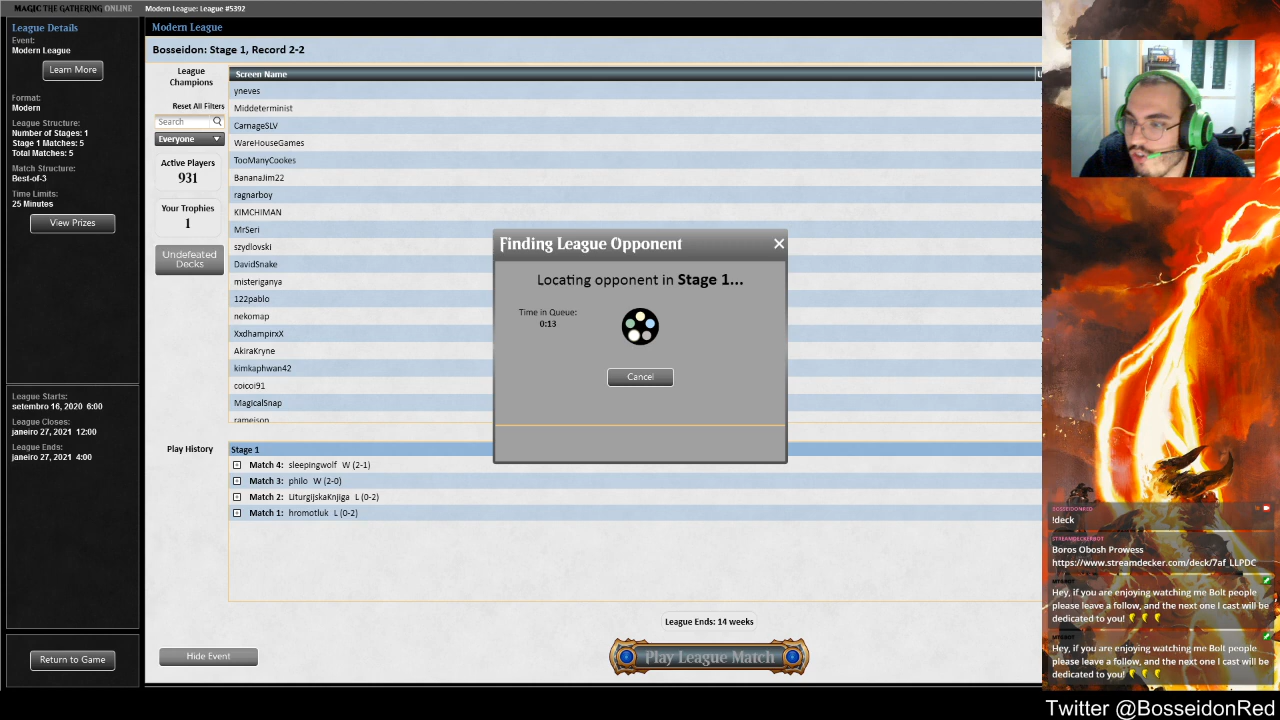 MAGIC THE GATHERING ONLINE
Modern League: League #5392
League Details
Event:
Modern League
Learn More
Format:
Modern
League Structure:
Number of Stages: 1
Stage 1 Matches: 5
Total Matches: 5
Match Structure:
Best-of-3
Time Limits:
25 Minutes
View Prizes
League Starts:
setembro 16, 2020 6:00
League Closes:
janeiro 27, 2021 12:00
League Ends:
janeiro 27, 2021 4:00
Return to Game
Modern League
Bosseidon: Stage 1, Record 2-2
League
Champions
Reset All Filters
Search
Everyone
Active Players
931
Your Trophies
1
Undefeated
Decks
Screen Name
yneves
Middeterminist
CarnageSLV
WareHouseGames
TooManyCookes
BananaJim22
ragnarboy
KIMCHIMAN
MrSeri
szydlovski
DavidSnake
misteriganya
122pablo
nekomap
XxdhampirxX
AkiraKryne
kimkaphwan42
coicoi91
MagicalSnap
rameison
Finding League Opponent
Locating opponent in Stage 1...
Time in Queue:
0:13
Cancel
Play History
Stage 1
Match 4: sleepingwolf W (2-1)
Match 3: philo W (2-0)
Match 2: LiturgijskaKnjiga L (0-2)
Match 1: hromotluk L (0-2)
League Ends: 14 weeks
Hide Event
Play League Match
BOSSEIDONRED
!deck
STREAMDECKERBOT
Boros Obosh Prowess
https://www.streamdecker.com/deck/7af_LLPDC
Hey, if you are enjoying watching me Bolt people
please leave a follow, and the next one I cast will be
dedicated to you!
Hey, if you are enjoying watching me Bolt people
please leave a follow, and the next one I cast will be
dedicated to you!
Twitter @BosseidonRed